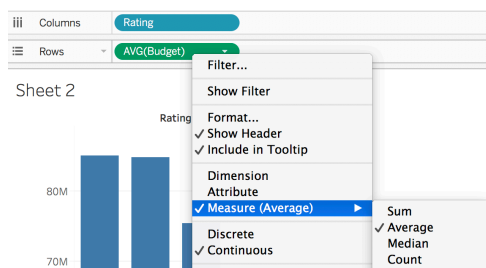 Columns
Rating
Rows
AVG(Budget)
Sheet 2
Rating
80M
70M
Filter...
Show Filter
Format...
✓ Show Header
✓ Include in Tooltip
Dimension
Attribute
✓ Measure (Average)
Discrete
✓ Continuous
Sum
✓ Average
Median
Count